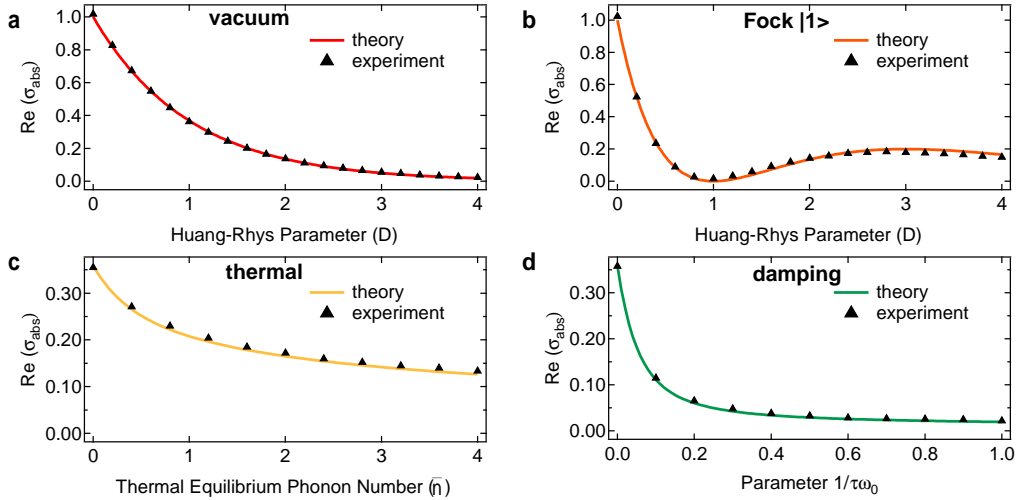 a
vacuum
theory
experiment
Re (σabs)
1.0
0.8
0.6
0.4
0.2
0.0
0
1
2
3
4
Huang-Rhys Parameter (D)
b
Fock |1>
theory
experiment
Re (σabs)
1.0
0.8
0.6
0.4
0.2
0.0
0
1
2
3
4
Huang-Rhys Parameter (D)
c
thermal
theory
experiment
Re (σabs)
0.30
0.20
0.10
0.00
0
1
2
3
4
Thermal Equilibrium Phonon Number (n̄)
d
damping
theory
experiment
Re (σabs)
0.30
0.20
0.10
0.00
0.0
0.2
0.4
0.6
0.8
1.0
Parameter 1/τω0